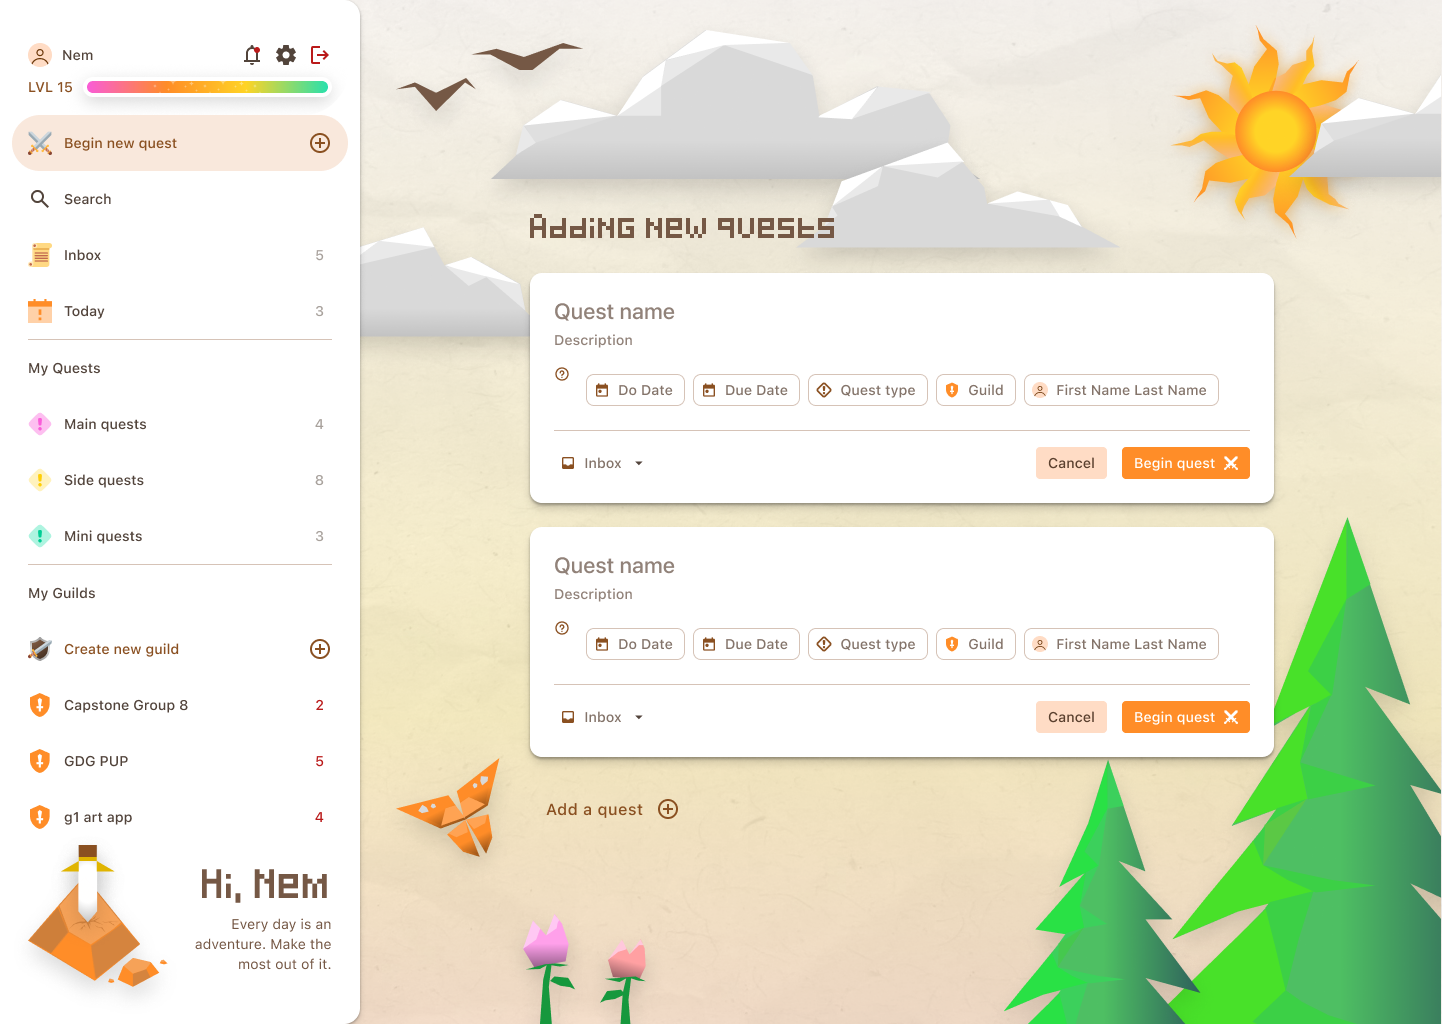 Nem
LVL 15
Begin new quest
Search
Inbox 5
Today 3
My Quests
Main quests 4
Side quests 8
Mini quests 3
My Guilds
Create new guild
Capstone Group 8 2
GDG PUP 5
g1 art app 4
Hi, Nem
Every day is an
adventure. Make the
most out of it.
Adding new quests
Quest name
Description
Do Date Due Date Quest type Guild First Name Last Name
Inbox Cancel Begin quest
Quest name
Description
Do Date Due Date Quest type Guild First Name Last Name
Inbox Cancel Begin quest
Add a quest